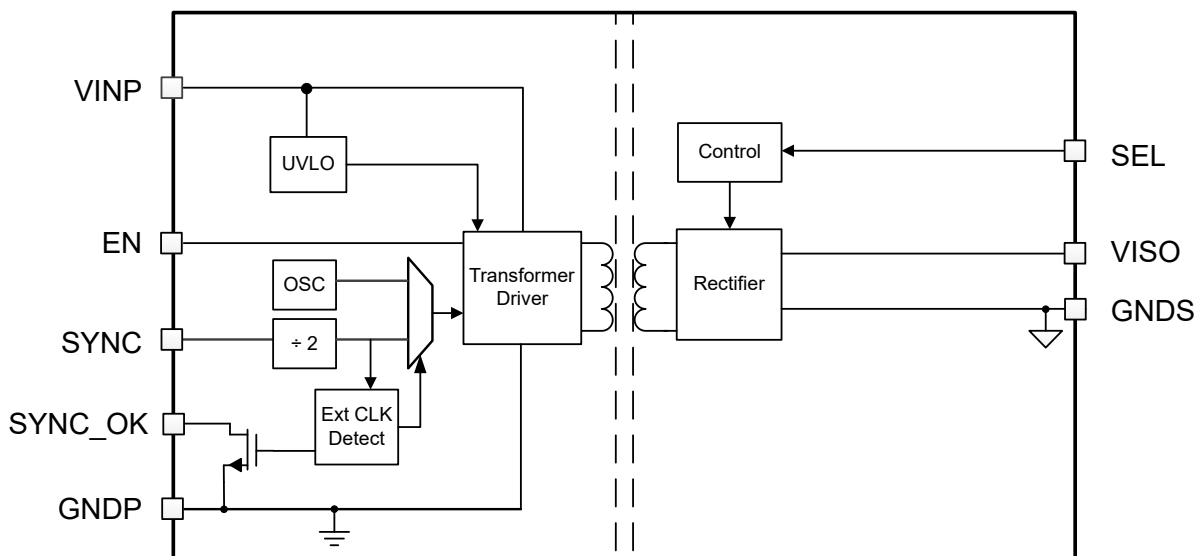 VINP
UVLO
Control
SEL
EN
Transformer
Driver
VISO
OSC
Rectifier
GNDS
SYNC
÷ 2
SYNC_OK
Ext CLK
Detect
GNDP